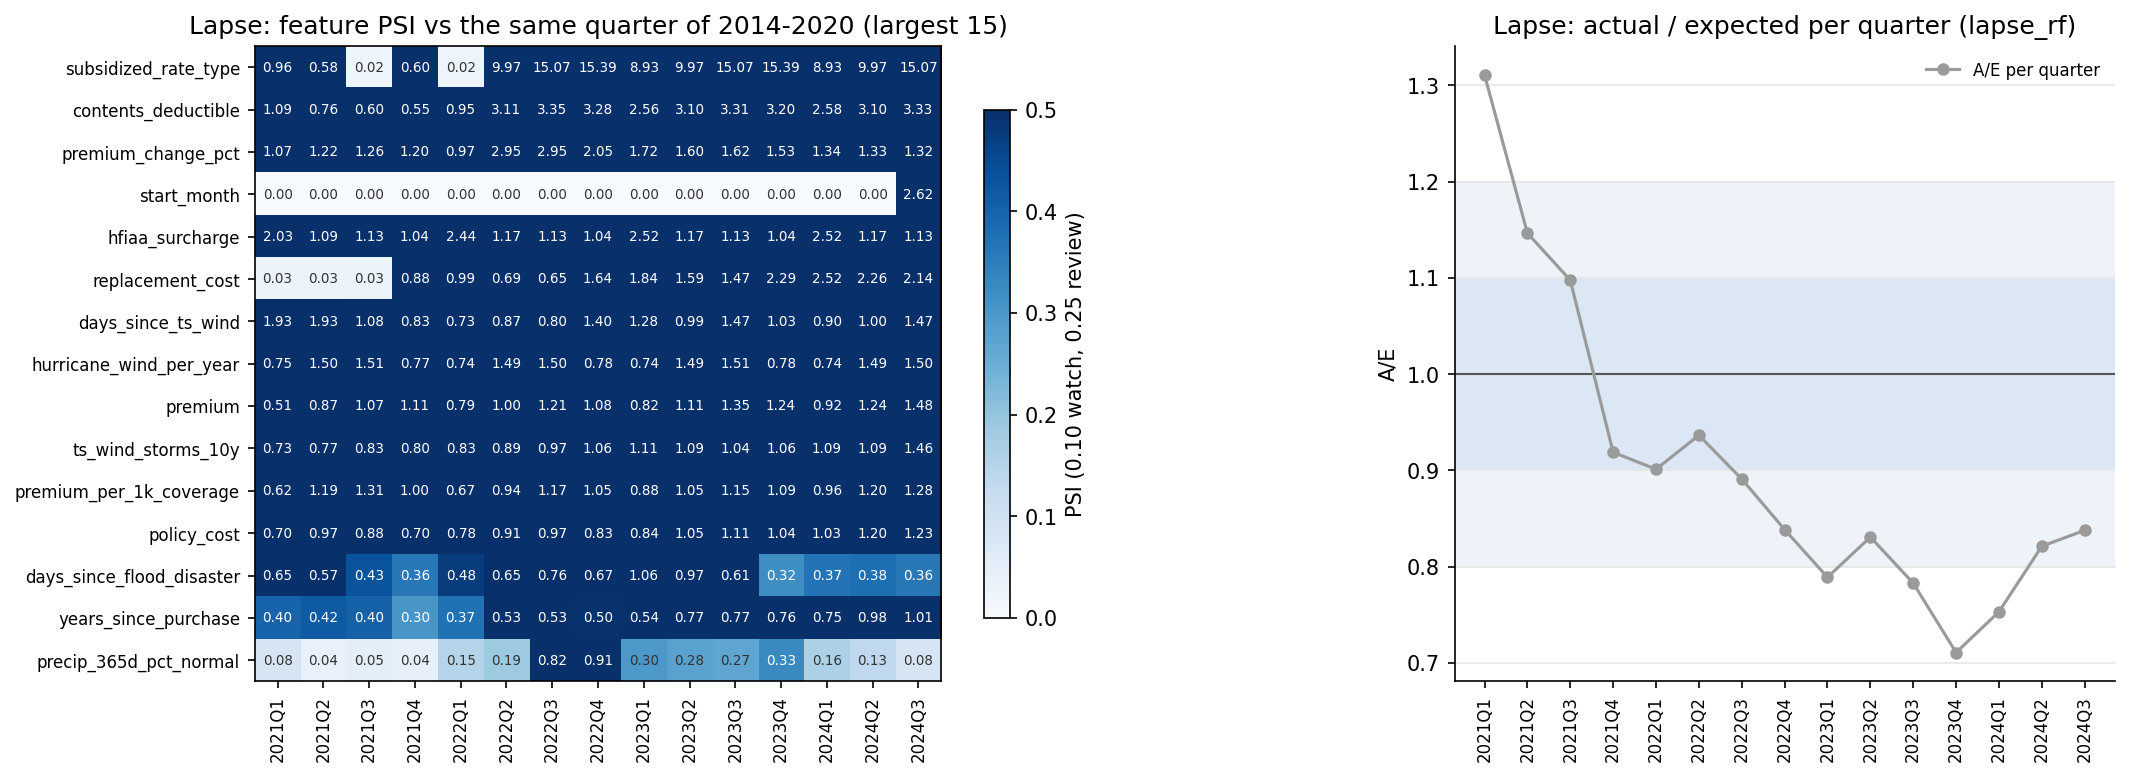 Lapse: feature PSI vs the same quarter of 2014-2020 (largest 15)
subsidized_rate_type 0.96 0.58 0.02 0.60 0.02 9.97 15.07 15.39 8.93 9.97 15.07 15.39 8.93 9.97 15.07
contents_deductible 1.09 0.76 0.60 0.55 0.95 3.11 3.35 3.28 2.56 3.10 3.31 3.20 2.58 3.10 3.33
premium_change_pct 1.07 1.22 1.26 1.20 0.97 2.95 2.95 2.05 1.72 1.60 1.62 1.53 1.34 1.33 1.32
start_month 0.00 0.00 0.00 0.00 0.00 0.00 0.00 0.00 0.00 0.00 0.00 0.00 0.00 0.00 2.62
hfiaa_surcharge 2.03 1.09 1.13 1.04 2.44 1.17 1.13 1.04 2.52 1.17 1.13 1.04 2.52 1.17 1.13
replacement_cost 0.03 0.03 0.03 0.88 0.99 0.69 0.65 1.64 1.84 1.59 1.47 2.29 2.52 2.26 2.14
days_since_ts_wind 1.93 1.93 1.08 0.83 0.73 0.87 0.80 1.40 1.28 0.99 1.47 1.03 0.90 1.00 1.47
hurricane_wind_per_year 0.75 1.50 1.51 0.77 0.74 1.49 1.50 0.78 0.74 1.49 1.51 0.78 0.74 1.49 1.50
premium 0.51 0.87 1.07 1.11 0.79 1.00 1.21 1.08 0.82 1.11 1.35 1.24 0.92 1.24 1.48
ts_wind_storms_10y 0.73 0.77 0.83 0.80 0.83 0.89 0.97 1.06 1.11 1.09 1.04 1.06 1.09 1.09 1.46
premium_per_1k_coverage 0.62 1.19 1.31 1.00 0.67 0.94 1.17 1.05 0.88 1.05 1.15 1.09 0.96 1.20 1.28
policy_cost 0.70 0.97 0.88 0.70 0.78 0.91 0.97 0.83 0.84 1.05 1.11 1.04 1.03 1.20 1.23
days_since_flood_disaster 0.65 0.57 0.43 0.36 0.48 0.65 0.76 0.67 1.06 0.97 0.61 0.32 0.37 0.38 0.36
years_since_purchase 0.40 0.42 0.40 0.30 0.37 0.53 0.53 0.50 0.54 0.77 0.77 0.76 0.75 0.98 1.01
precip_365d_pct_normal 0.08 0.04 0.05 0.04 0.15 0.19 0.82 0.91 0.30 0.28 0.27 0.33 0.16 0.13 0.08
2021Q1 2021Q2 2021Q3 2021Q4 2022Q1 2022Q2 2022Q3 2022Q4 2023Q1 2023Q2 2023Q3 2023Q4 2024Q1 2024Q2 2024Q3
0.5
0.4
0.3
0.2
0.1
0.0
PSI (0.10 watch, 0.25 review)
Lapse: actual / expected per quarter (lapse_rf)
A/E per quarter
A/E
1.3
1.2
1.1
1.0
0.9
0.8
0.7
2021Q1 2021Q2 2021Q3 2021Q4 2022Q1 2022Q2 2022Q3 2022Q4 2023Q1 2023Q2 2023Q3 2023Q4 2024Q1 2024Q2 2024Q3